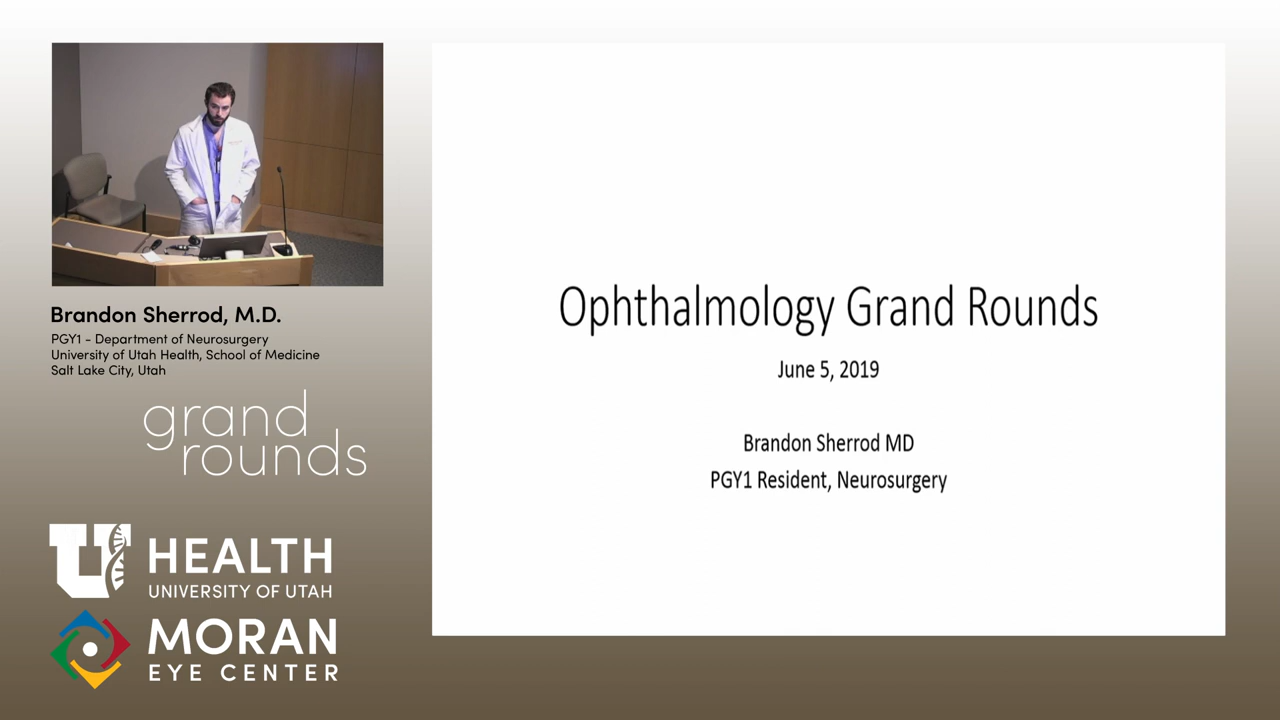 Brandon Sherrod, M.D.
PGY1 - Department of Neurosurgery
University of Utah Health, School of Medicine
Salt Lake City, Utah
grand
rounds
U HEALTH
UNIVERSITY OF UTAH
MORAN
EYE CENTER
Ophthalmology Grand Rounds
June 5, 2019
Brandon Sherrod MD
PGY1 Resident, Neurosurgery